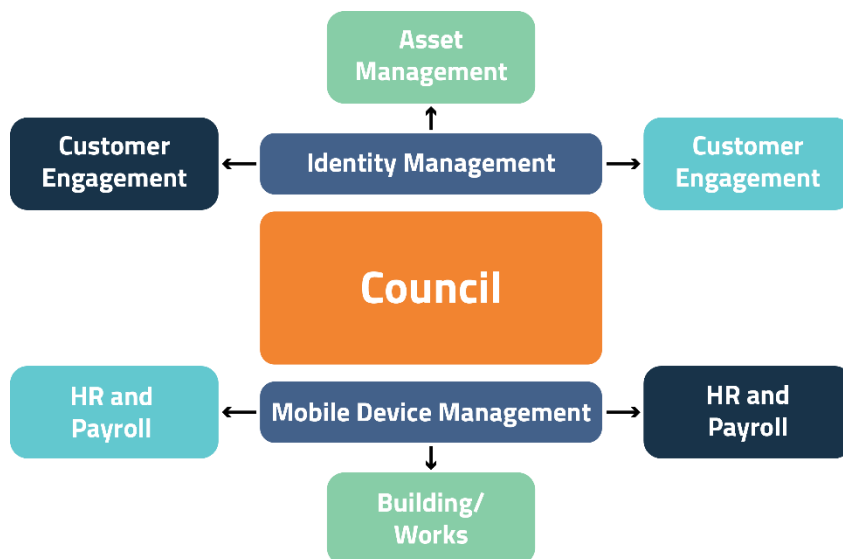 Asset
Management
Customer
Engagement
Identity Management
Customer
Engagement
Council
HR and
Payroll
Mobile Device Management
HR and
Payroll
Building/
Works